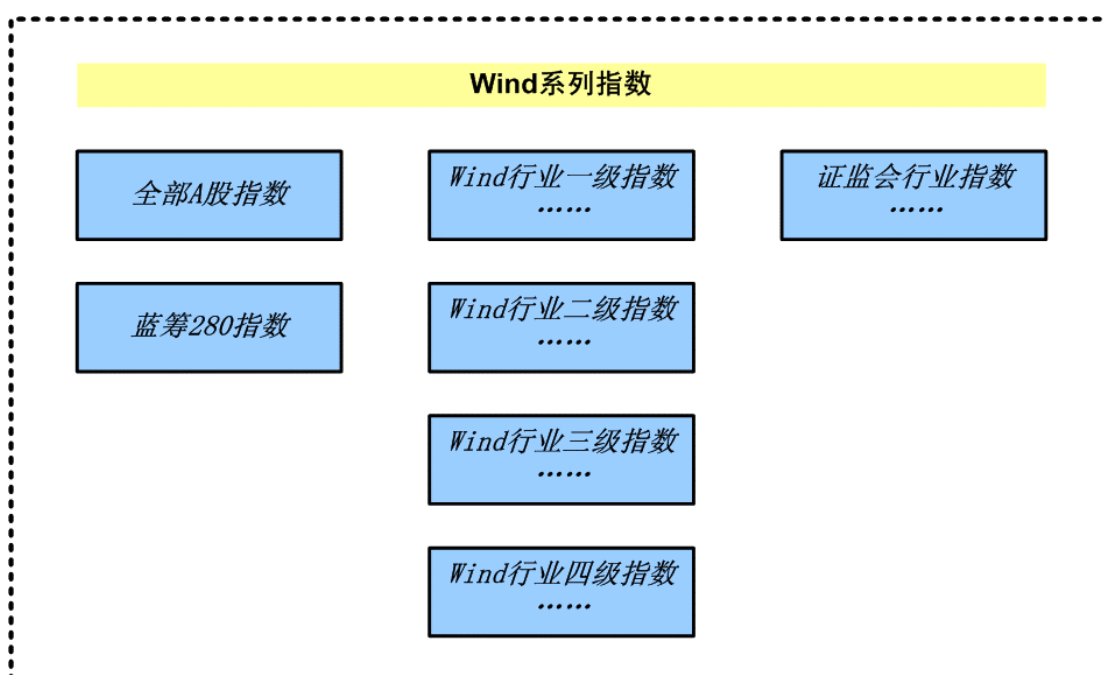 Wind系列指数
全部A股指数
Wind行业一级指数
……
证监会行业指数
……
蓝筹280指数
Wind行业二级指数
……
Wind行业三级指数
……
Wind行业四级指数
……